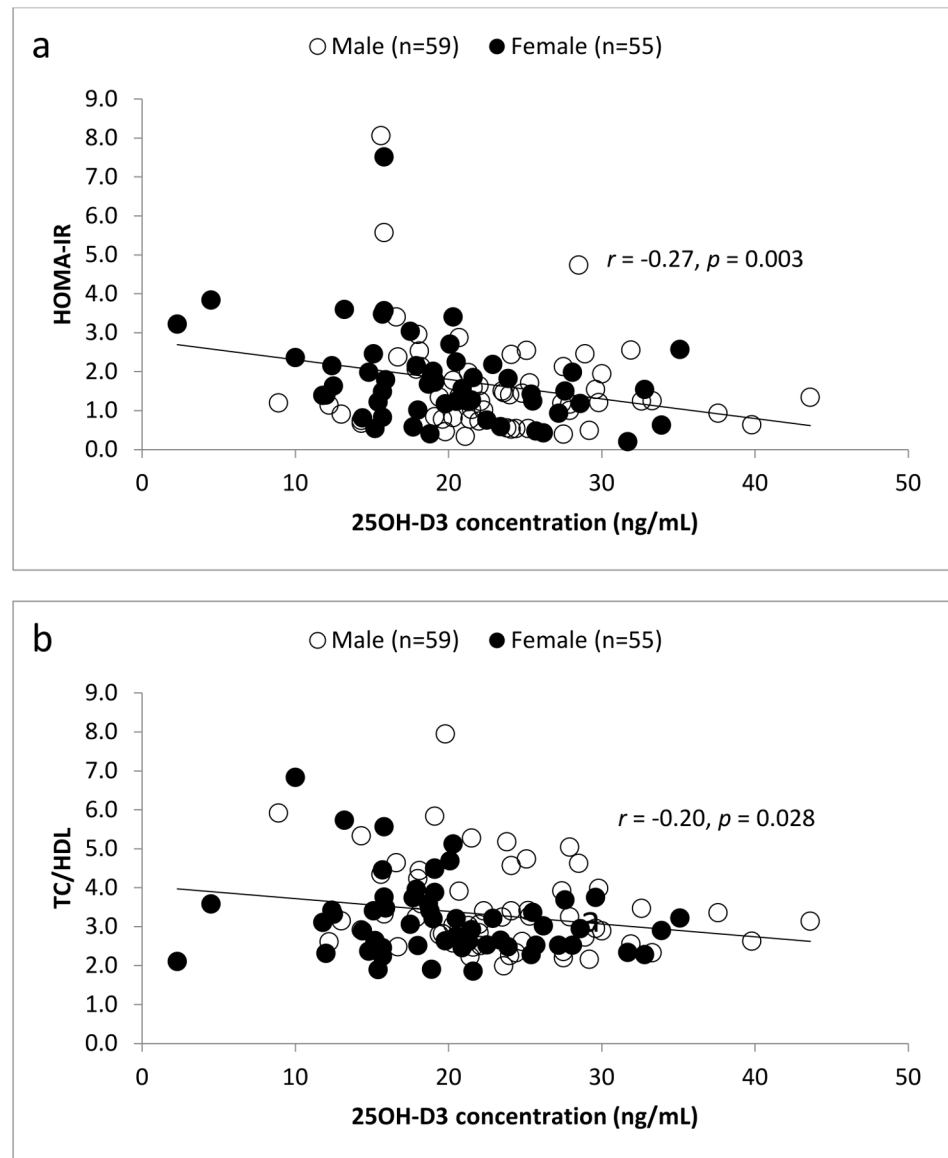 a
Male (n=59) Female (n=55)
9.0
8.0
7.0
6.0
5.0
4.0
3.0
2.0
1.0
0.0
HOMA-IR
r = -0.27, p = 0.003
0 10 20 30 40 50
25OH-D3 concentration (ng/mL)
b
Male (n=59) Female (n=55)
9.0
8.0
7.0
6.0
5.0
4.0
3.0
2.0
1.0
0.0
TC/HDL
r = -0.20, p = 0.028
a
0 10 20 30 40 50
25OH-D3 concentration (ng/mL)